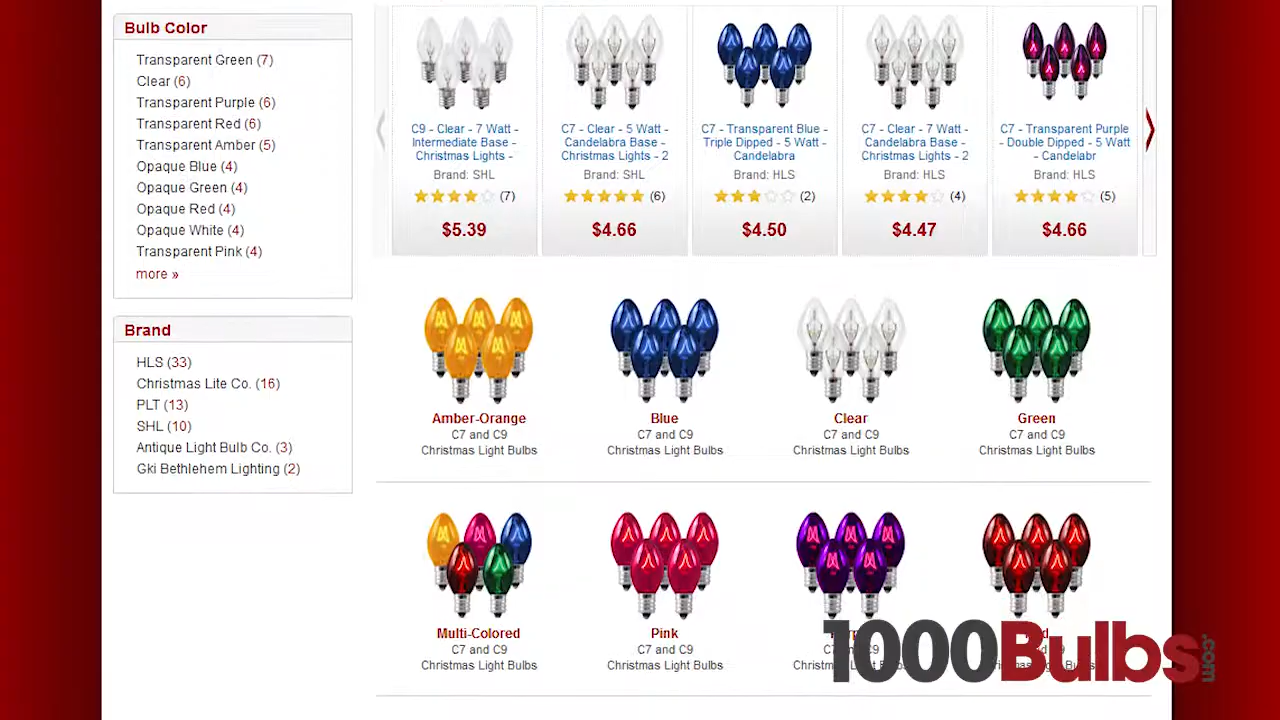 Bulb Color
Transparent Green (7)
Clear (6)
Transparent Purple (6)
Transparent Red (6)
Transparent Amber (5)
Opaque Blue (4)
Opaque Green (4)
Opaque Red (4)
Opaque White (4)
Transparent Pink (4)
more »
Brand
HLS (33)
Christmas Lite Co. (16)
PLT (13)
SHL (10)
Antique Light Bulb Co. (3)
Gki Bethlehem Lighting (2)
C9 - Clear - 7 Watt -
Intermediate Base -
Christmas Lights -
Brand: SHL
(7)
$5.39
C7 - Clear - 5 Watt -
Candelabra Base -
Christmas Lights - 2
Brand: SHL
(6)
$4.66
C7 - Transparent Blue -
Triple Dipped - 5 Watt -
Candelabra
Brand: HLS
(2)
$4.50
C7 - Clear - 7 Watt -
Candelabra Base -
Christmas Lights - 2
Brand: HLS
(4)
$4.47
C7 - Transparent Purple
- Double Dipped - 5 Watt
- Candelabr
Brand: HLS
(5)
$4.66
Amber-Orange
C7 and C9
Christmas Light Bulbs
Blue
C7 and C9
Christmas Light Bulbs
Clear
C7 and C9
Christmas Light Bulbs
Green
C7 and C9
Christmas Light Bulbs
Multi-Colored
C7 and C9
Christmas Light Bulbs
Pink
C7 and C9
Christmas Light Bulbs
1000Bulbs.com